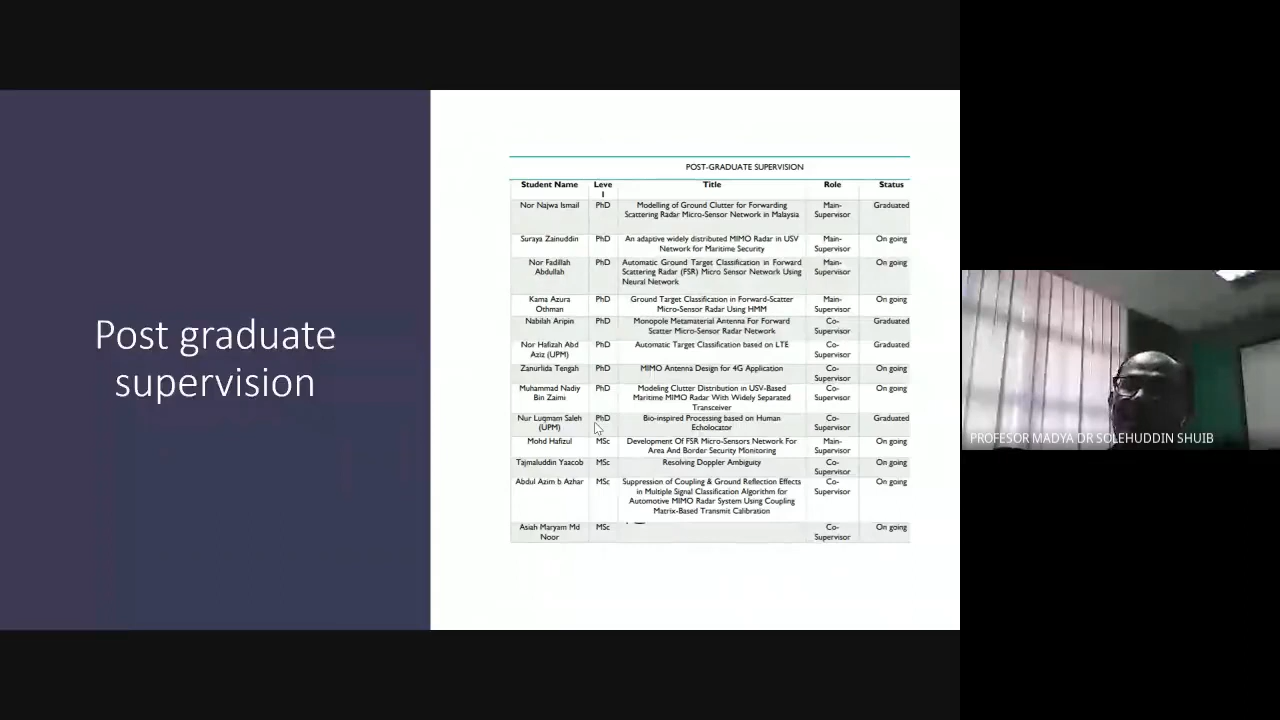 Post graduate
supervision
POST-GRADUATE SUPERVISION
Student Name Leve Title Role Status
l
Nor Najwa Ismail PhD Modelling of Ground Clutter for Forwarding Main- Graduated
Scattering Radar Micro-Sensor Network in Malaysia Supervisor
Suraya Zainuddin PhD An adaptive widely distributed MIMO Radar in USV Main- On going
Network for Maritime Security Supervisor
Nor Fadillah PhD Automatic Ground Target Classification in Forward Main- On going
Abdullah Scattering Radar (FSR) Micro Sensor Network Using Supervisor
Neural Network
Kama Azura PhD Ground Target Classification in Forward-Scatter Main- On going
Othman Micro-Sensor Radar Using HMM Supervisor
Nabilah Aripin PhD Monopole Metamaterial Antenna For Forward Co- Graduated
Scatter Micro-Sensor Radar Network Supervisor
Nor Hafizah Abd PhD Automatic Target Classification based on LTE Co- Graduated
Aziz (UPM) Supervisor
Zanurlida Tengah PhD MIMO Antenna Design for 4G Application Co- On going
Supervisor
Muhammad Nadiy PhD Modeling Clutter Distribution in USV-Based Co- On going
Bin Zaimi Maritime MIMO Radar With Widely Separated Supervisor
Transceiver
Nur Luqmam Saleh PhD Bio-inspired Processing based on Human Co- Graduated
(UPM) Echolocator Supervisor
Mohd Hafizul MSc Development Of FSR Micro-Sensors Network For Main- On going
Area And Border Security Monitoring Supervisor
Tajmaluddin Yaacob MSc Resolving Doppler Ambiguity Co- On going
Supervisor
Abdul Azim b Azhar MSc Suppression of Coupling & Ground Reflection Effects Co- On going
in Multiple Signal Classification Algorithm for Supervisor
Automotive MIMO Radar System Using Coupling
Matrix-Based Transmit Calibration
Asiah Maryam Md MSc Co- On going
Noor Supervisor
PROFESOR MADYA DR SOLEHUDDIN SHUIB